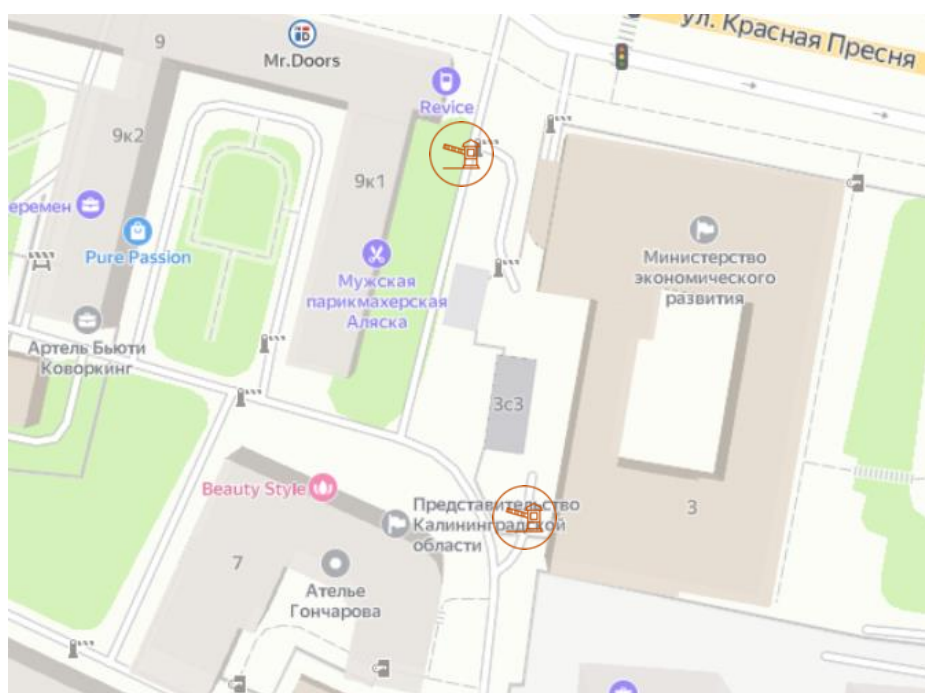 ул. Красная Пресня
9
Mr.Doors
Revice
9к2
9к1
еремен
Pure Passion
Министерство
экономического
развития
Мужская
парикмахерская
Аляска
Артель Бьюти
Коворкинг
3с3
Beauty Style
Представительство
Калининградской
области
3
7
Ателье
Гончарова